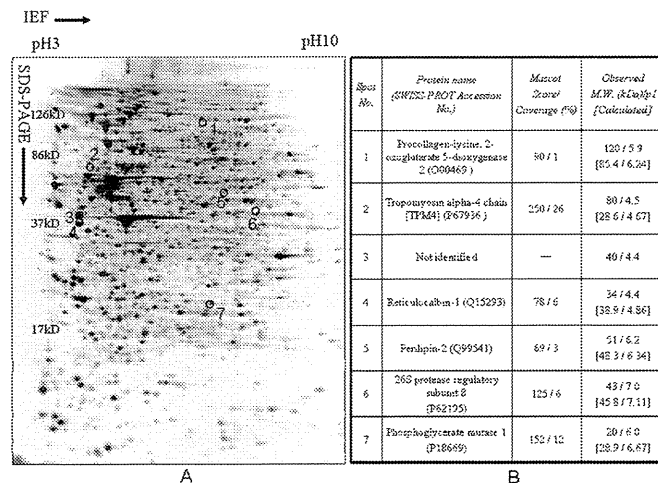 IEF
pH3
pH10
SDS-PAGE
126kD
86kD
37kD
17kD
1
2
3
4
5
6
7
A
Spot No.
Protein name (SWISS-PROT Accession No.)
Mascot Score/ Coverage (%)
Observed M.W. (kDa)/pI [Calculated]
1
Procollagen-lysine, 2-
oxoglutarate 5-dioxygenase
2 (O00469)
90 / 1
120 / 5.9
[85.4 / 6.24]
2
Tropomyosin alpha-4 chain
[TPM4] (P67936)
250 / 26
80 / 4.5
[28.6 / 4.67]
3
Not identified
—
40 / 4.4
4
Reticulocalbin-1 (Q15293)
78 / 6
34 / 4.4
[38.9 / 4.86]
5
Perilipin-2 (Q99541)
69 / 3
51 / 6.2
[48.3 / 6.34]
6
26S protease regulatory
subunit 8
(P62195)
125 / 6
43 / 7.0
[45.8 / 7.11]
7
Phosphoglycerate mutase 1
(P18669)
152 / 12
20 / 6.0
[28.9 / 6.67]
B